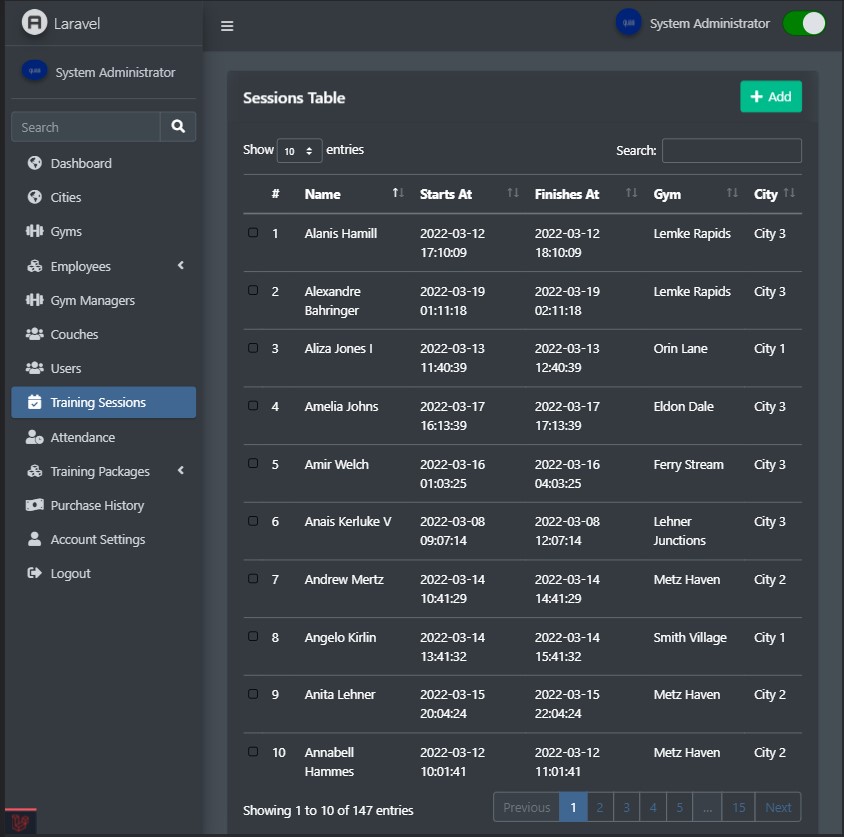 Laravel
System Administrator
System Administrator
Search
Dashboard
Cities
Gyms
Employees
Gym Managers
Couches
Users
Training Sessions
Attendance
Training Packages
Purchase History
Account Settings
Logout
Sessions Table
+ Add
Show 10 entries
Search:
# Name Starts At Finishes At Gym City
1 Alanis Hamill 2022-03-12 2022-03-12 Lemke Rapids City 3
17:10:09 18:10:09
2 Alexandre 2022-03-19 2022-03-19 Lemke Rapids City 3
Bahringer 01:11:18 02:11:18
3 Aliza Jones I 2022-03-13 2022-03-13 Orin Lane City 1
11:40:39 12:40:39
4 Amelia Johns 2022-03-17 2022-03-17 Eldon Dale City 3
16:13:39 17:13:39
5 Amir Welch 2022-03-16 2022-03-16 Ferry Stream City 3
01:03:25 04:03:25
6 Anais Kerluke V 2022-03-08 2022-03-08 Lehner City 3
09:07:14 12:07:14 Junctions
7 Andrew Mertz 2022-03-14 2022-03-14 Metz Haven City 2
10:41:29 14:41:29
8 Angelo Kirlin 2022-03-14 2022-03-14 Smith Village City 1
13:41:32 15:41:32
9 Anita Lehner 2022-03-15 2022-03-15 Metz Haven City 2
20:04:24 22:04:24
10 Annabell 2022-03-12 2022-03-12 Metz Haven City 2
Hammes 10:01:41 11:01:41
Showing 1 to 10 of 147 entries
Previous 1 2 3 4 5 ... 15 Next